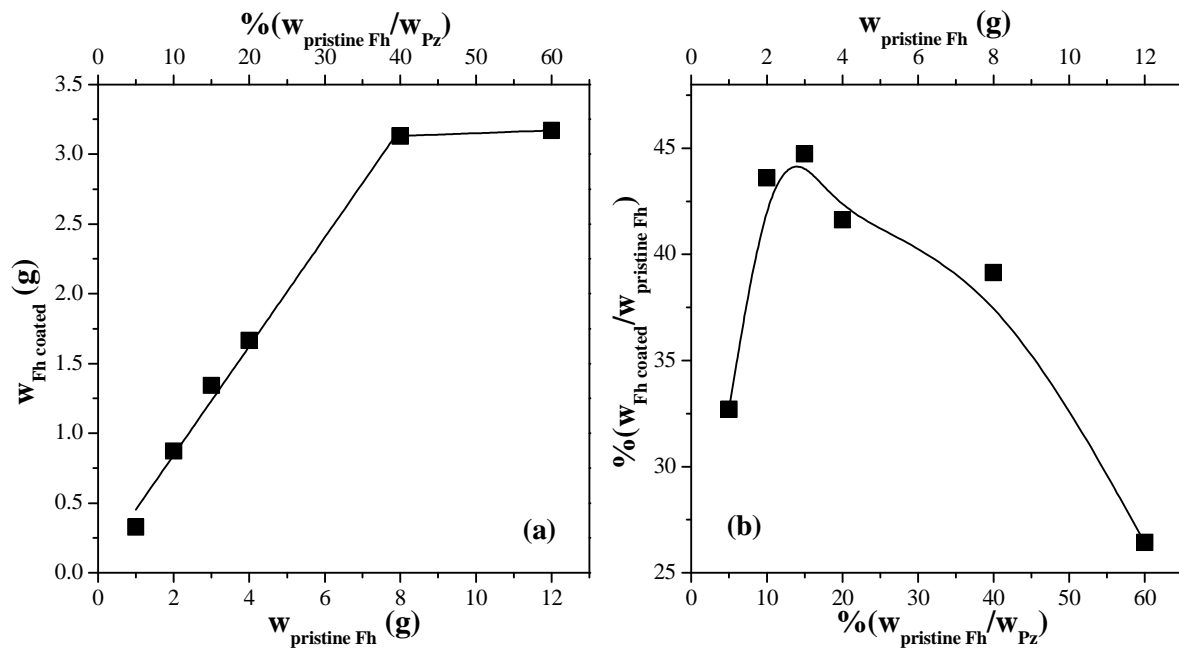 %(w_pristine Fh/w_Pz)
0 10 20 30 40 50 60
3.5
3.0
2.5
2.0
1.5
1.0
0.5
0.0
w_Fh coated (g)
(a)
0 2 4 6 8 10 12
w_pristine Fh (g)
w_pristine Fh (g)
0 2 4 6 8 10 12
45
40
35
30
25
%(w_Fh coated/w_pristine Fh)
(b)
0 10 20 30 40 50 60
%(w_pristine Fh/w_Pz)